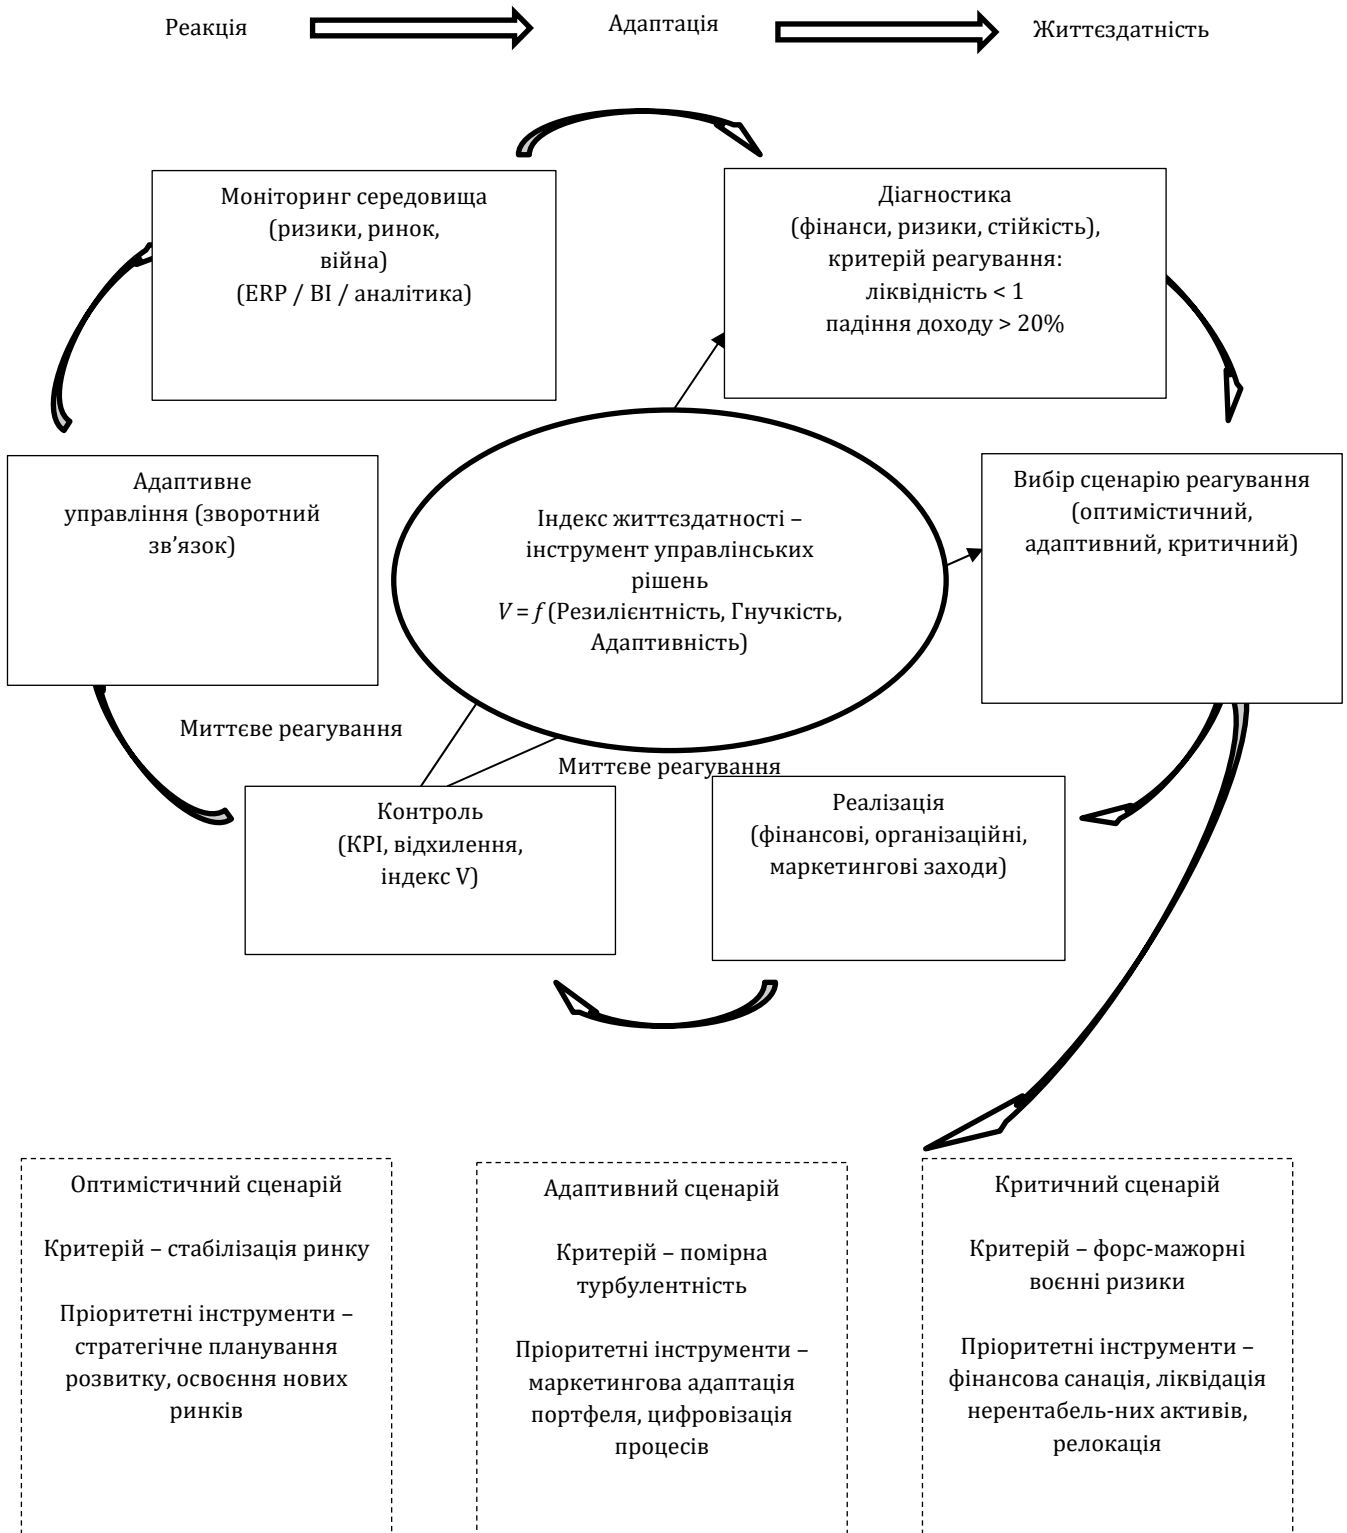 Реакція
Адаптація
Життєздатність
Моніторинг середовища
(ризики, ринок,
війна)
(ERP / BI / аналітика)
Діагностика
(фінанси, ризики, стійкість),
критерій реагування:
ліквідність < 1
падіння доходу > 20%
Адаптивне
управління (зворотний
зв’язок)
Індекс життєздатності –
інструмент управлінських
рішень
V = f (Резилієнтність, Гнучкість,
Адаптивність)
Вибір сценарію реагування
(оптимістичний,
адаптивний, критичний)
Миттєве реагування
Миттєве реагування
Контроль
(KPI, відхилення,
індекс V)
Реалізація
(фінансові, організаційні,
маркетингові заходи)
Оптимістичний сценарій
Критерій – стабілізація ринку
Пріоритетні інструменти –
стратегічне планування
розвитку, освоєння нових
ринків
Адаптивний сценарій
Критерій – помірна
турбулентність
Пріоритетні інструменти –
маркетингова адаптація
портфеля, цифровізація
процесів
Критичний сценарій
Критерій – форс-мажорні
воєнні ризики
Пріоритетні інструменти –
фінансова санація, ліквідація
нерентабель-них активів,
релокація